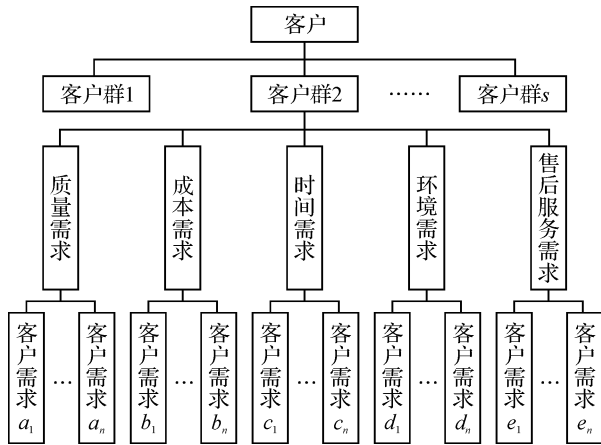 客户
客户群1
客户群2
……
客户群s
质量需求
成本需求
时间需求
环境需求
售后服务需求
客户需求a₁
…
客户需求aₙ
客户需求b₁
…
客户需求bₙ
客户需求c₁
…
客户需求cₙ
客户需求d₁
…
客户需求dₙ
客户需求e₁
…
客户需求eₙ